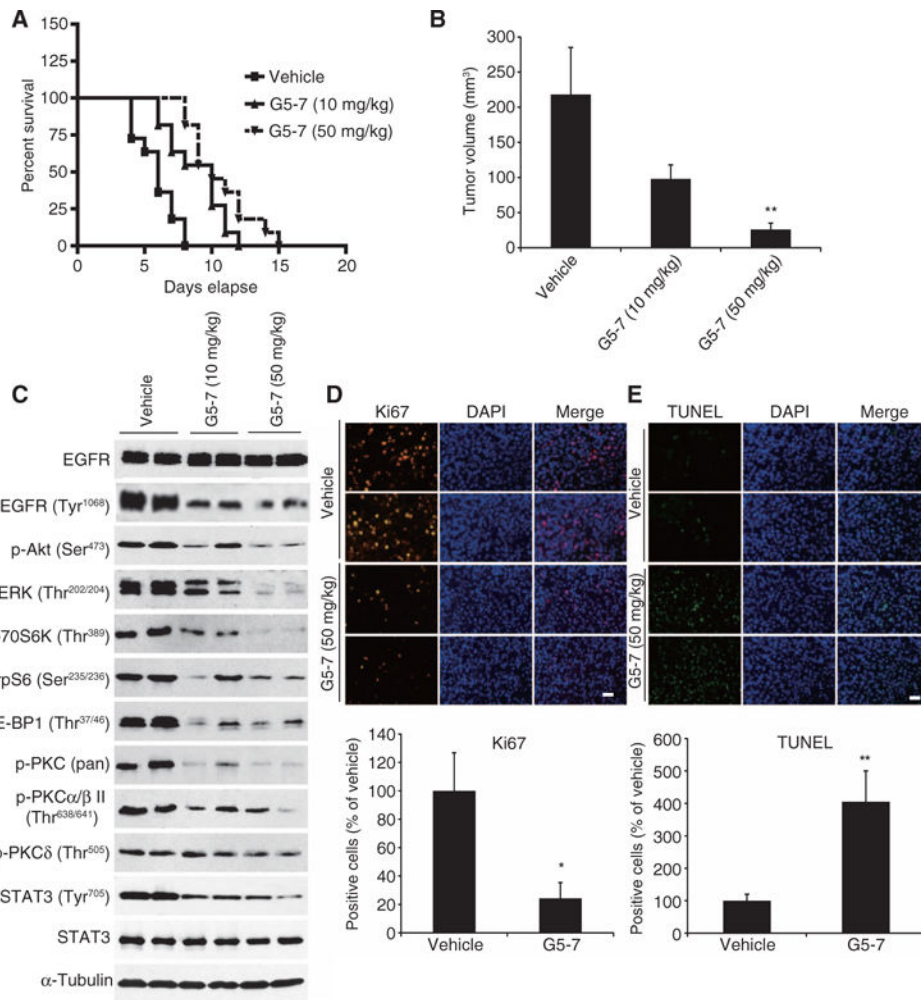 A
150
125
100
75
50
25
0
Percent survival
0 5 10 15 20
Days elapse
Vehicle
G5-7 (10 mg/kg)
G5-7 (50 mg/kg)
B
300
250
200
150
100
50
0
Tumor volume (mm³)
**
Vehicle
G5-7 (10 mg/kg)
G5-7 (50 mg/kg)
C
Vehicle
G5-7 (10 mg/kg)
G5-7 (50 mg/kg)
EGFR
EGFR (Tyr¹⁰⁶⁸)
p-Akt (Ser⁴⁷³)
ERK (Thr²⁰²/²⁰⁴)
70S6K (Thr³⁸⁹)
rpS6 (Ser²³⁵/²³⁶)
E-BP1 (Thr³⁷/⁴⁶)
p-PKC (pan)
p-PKCα/β II
(Thr⁶³⁸/⁶⁴¹)
p-PKCδ (Thr⁵⁰⁵)
STAT3 (Tyr⁷⁰⁵)
STAT3
α-Tubulin
D
Ki67 DAPI Merge
Vehicle
G5-7 (50 mg/kg)
140
120
100
80
60
40
20
0
Positive cells (% of vehicle)
Ki67
*
Vehicle G5-7
E
TUNEL DAPI Merge
Vehicle
G5-7 (50 mg/kg)
600
500
400
300
200
100
0
Positive cells (% of vehicle)
TUNEL
**
Vehicle G5-7